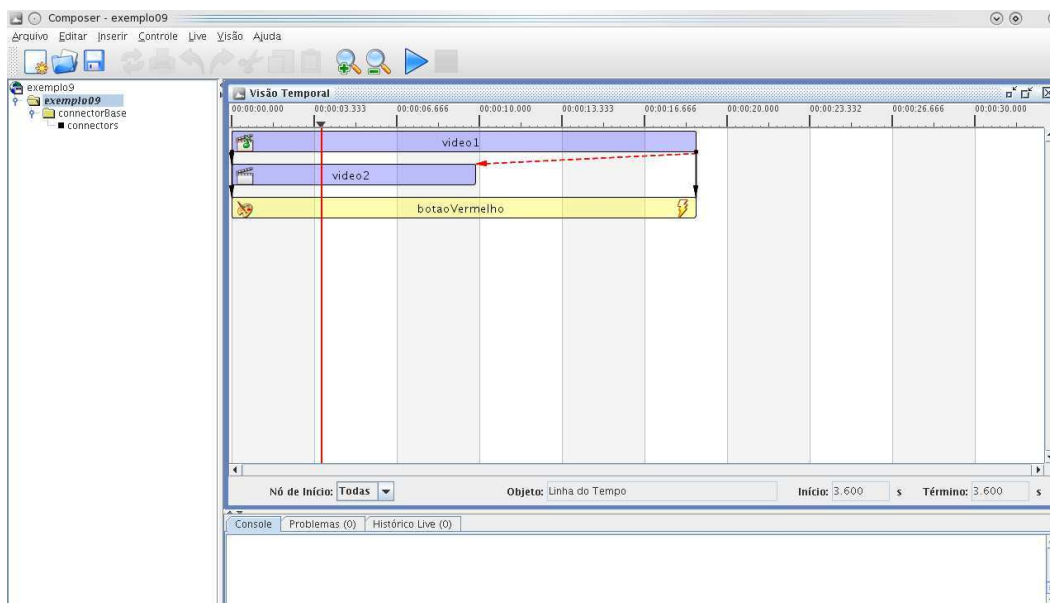 Composer - exemplo09
Arquivo Editar Inserir Controle Live Visão Ajuda
exemplo9
exemplo09
connectorBase
connectors
Visão Temporal
00:00:00.000 00:00:03.333 00:00:06.666 00:00:10.000 00:00:13.333 00:00:16.666 00:00:20.000 00:00:23.332 00:00:26.666 00:00:30.000
video1
video2
botaoVermelho
Nó de Início: Todas Objeto: Linha do Tempo Início: 3.600 s Término: 3.600 s
Console Problemas (0) Histórico Live (0)